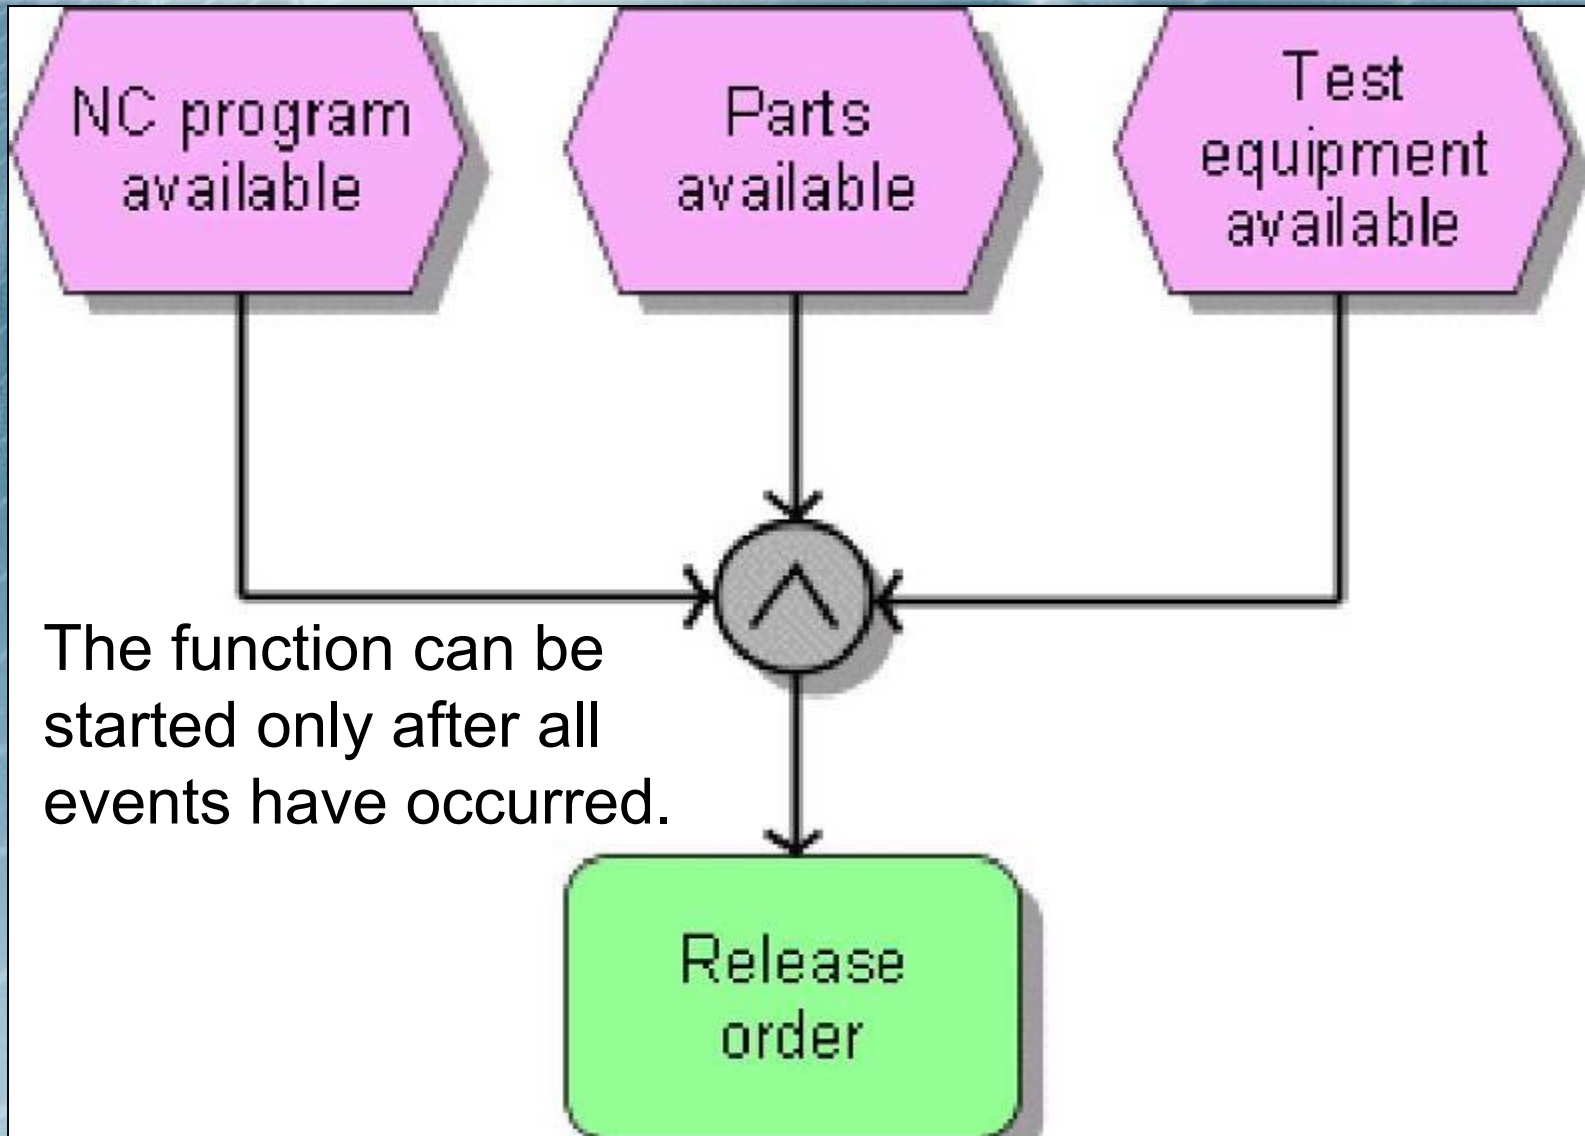 NC program
available
Parts
available
Test
equipment
available
The function can be
started only after all
events have occurred.
Release
order